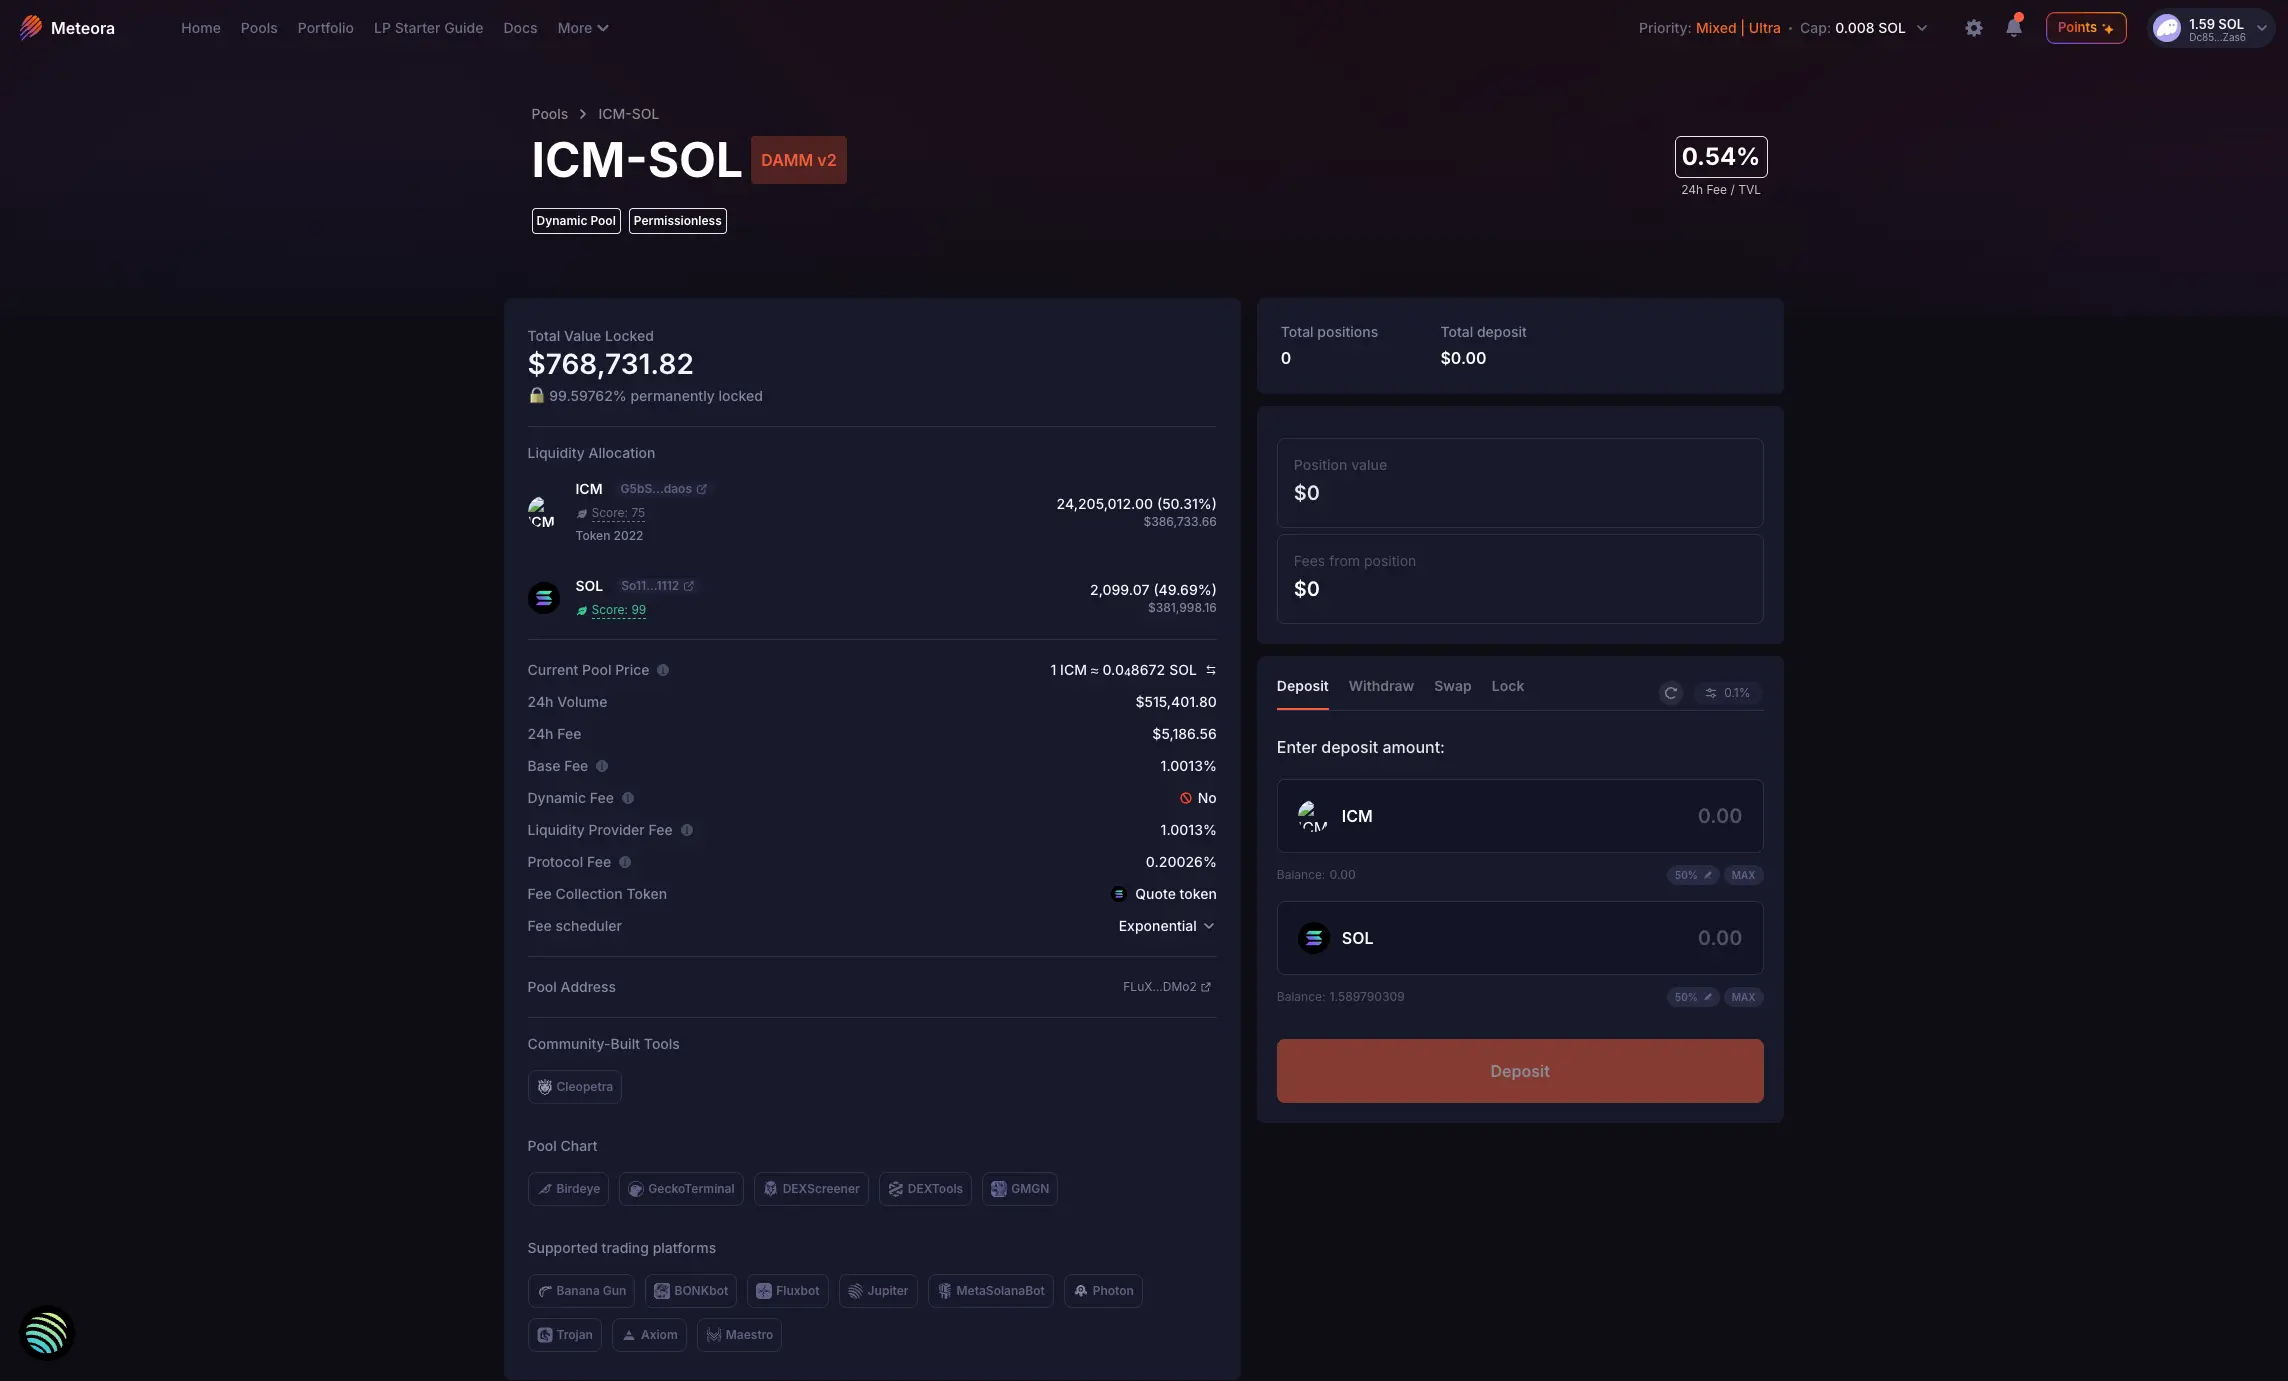 Meteora
Home Pools Portfolio LP Starter Guide Docs More
Priority: Mixed | Ultra • Cap: 0.008 SOL
Points
1.59 SOL
Dc85...Zas6
Pools > ICM-SOL
ICM-SOL DAMM v2
0.54%
24h Fee / TVL
Dynamic Pool Permissionless
Total Value Locked
$768,731.82
99.59762% permanently locked
Liquidity Allocation
ICM
ICM G5bS...daos
Score: 75
Token 2022
24,205,012.00 (50.31%)
$386,733.66
SOL So11...1112
Score: 99
2,099.07 (49.69%)
$381,998.16
Current Pool Price 1 ICM ≈ 0.0₄8672 SOL
24h Volume $515,401.80
24h Fee $5,186.56
Base Fee 1.0013%
Dynamic Fee No
Liquidity Provider Fee 1.0013%
Protocol Fee 0.20026%
Fee Collection Token Quote token
Fee scheduler Exponential
Pool Address FLuX...DMo2
Community-Built Tools
Cleopetra
Pool Chart
Birdeye GeckoTerminal DEXScreener DEXTools GMGN
Supported trading platforms
Banana Gun BONKbot Fluxbot Jupiter MetaSolanaBot Photon
Trojan Axiom Maestro
Total positions Total deposit
0 $0.00
Position value
$0
Fees from position
$0
Deposit Withdraw Swap Lock 0.1%
Enter deposit amount:
ICM ICM 0.00
Balance: 0.00 50% MAX
SOL 0.00
Balance: 1.589790309 50% MAX
Deposit